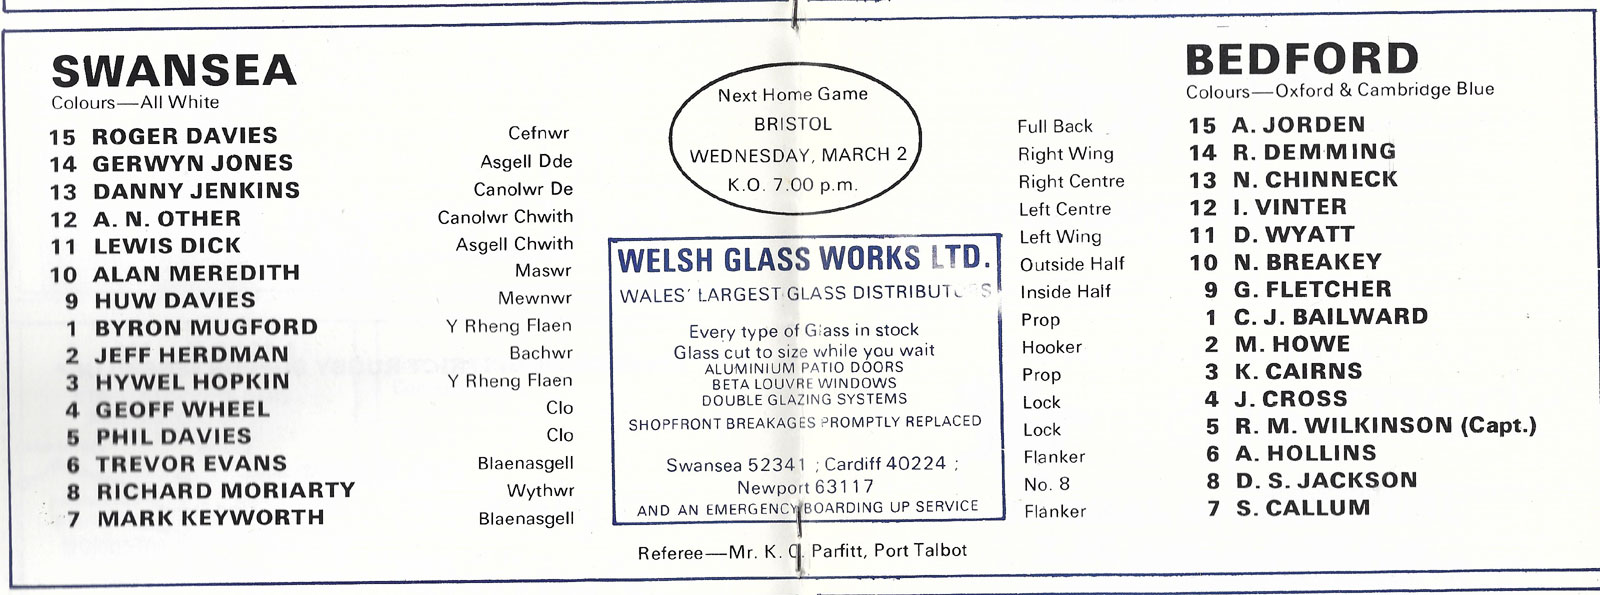 SWANSEA
Colours—All White
15 ROGER DAVIES Cefnwr
14 GERWYN JONES Asgell Dde
13 DANNY JENKINS Canolwr De
12 A. N. OTHER Canolwr Chwith
11 LEWIS DICK Asgell Chwith
10 ALAN MEREDITH Maswr
9 HUW DAVIES Mewnwr
1 BYRON MUGFORD Y Rheng Flaen
2 JEFF HERDMAN Bachwr
3 HYWEL HOPKIN Y Rheng Flaen
4 GEOFF WHEEL Clo
5 PHIL DAVIES Clo
6 TREVOR EVANS Blaenasgell
8 RICHARD MORIARTY Wythwr
7 MARK KEYWORTH Blaenasgell
Next Home Game
BRISTOL
WEDNESDAY, MARCH 2
K.O. 7.00 p.m.
WELSH GLASS WORKS LTD.
WALES' LARGEST GLASS DISTRIBUTORS
Every type of Glass in stock
Glass cut to size while you wait
ALUMINIUM PATIO DOORS
BETA LOUVRE WINDOWS
DOUBLE GLAZING SYSTEMS
SHOPFRONT BREAKAGES PROMPTLY REPLACED
Swansea 52341 ; Cardiff 40224 ;
Newport 63117
AND AN EMERGENCY BOARDING UP SERVICE
Referee—Mr. K. Parfitt, Port Talbot
BEDFORD
Colours—Oxford & Cambridge Blue
Full Back 15 A. JORDEN
Right Wing 14 R. DEMMING
Right Centre 13 N. CHINNECK
Left Centre 12 I. VINTER
Left Wing 11 D. WYATT
Outside Half 10 N. BREAKEY
Inside Half 9 G. FLETCHER
Prop 1 C. J. BAILWARD
Hooker 2 M. HOWE
Prop 3 K. CAIRNS
Lock 4 J. CROSS
Lock 5 R. M. WILKINSON (Capt.)
Flanker 6 A. HOLLINS
No. 8 8 D. S. JACKSON
Flanker 7 S. CALLUM